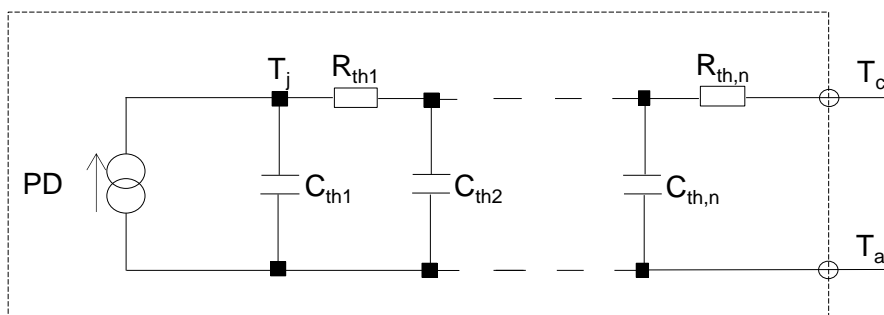 T_j
R_th1
R_th,n
T_c
PD
C_th1
C_th2
C_th,n
T_a